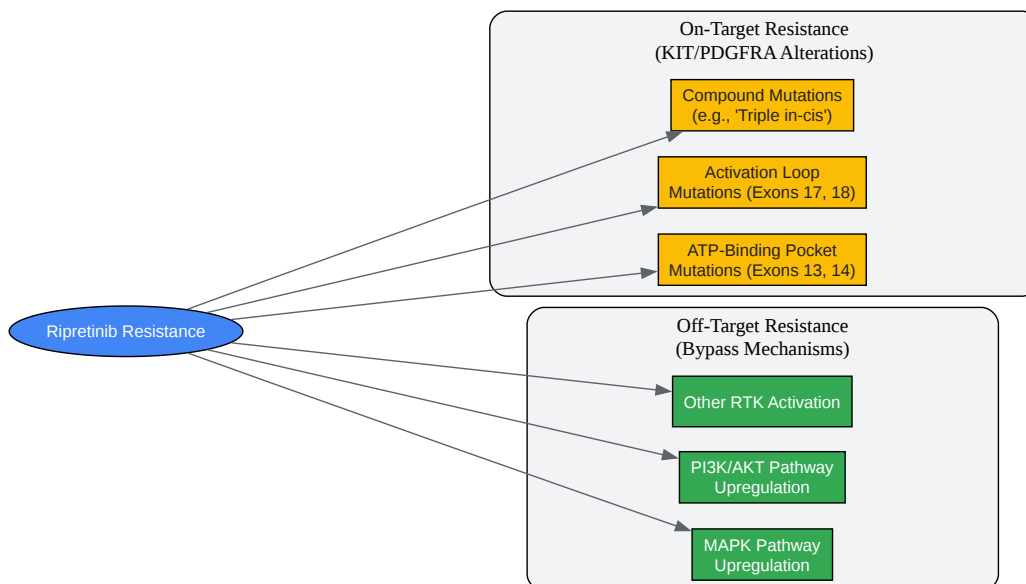 On-Target Resistance
(KIT/PDGFRA Alterations)
Compound Mutations
(e.g., 'Triple in-cis')
Activation Loop
Mutations (Exons 17, 18)
ATP-Binding Pocket
Mutations (Exons 13, 14)
Ripretinib Resistance
Off-Target Resistance
(Bypass Mechanisms)
Other RTK Activation
PI3K/AKT Pathway
Upregulation
MAPK Pathway
Upregulation